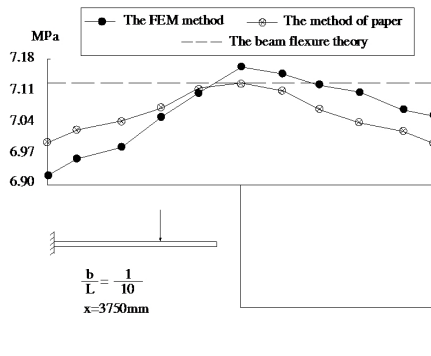 The FEM method
The method of paper
The beam flexure theory
MPa
7.18
7.11
7.04
6.97
6.90
b/L = 1/10
x=3750mm